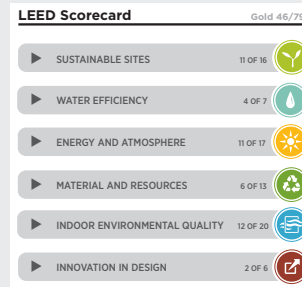 LEED Scorecard Gold 46/79
SUSTAINABLE SITES 11 OF 16
WATER EFFICIENCY 4 OF 7
ENERGY AND ATMOSPHERE 11 OF 17
MATERIAL AND RESOURCES 6 OF 13
INDOOR ENVIRONMENTAL QUALITY 12 OF 20
INNOVATION IN DESIGN 2 OF 6